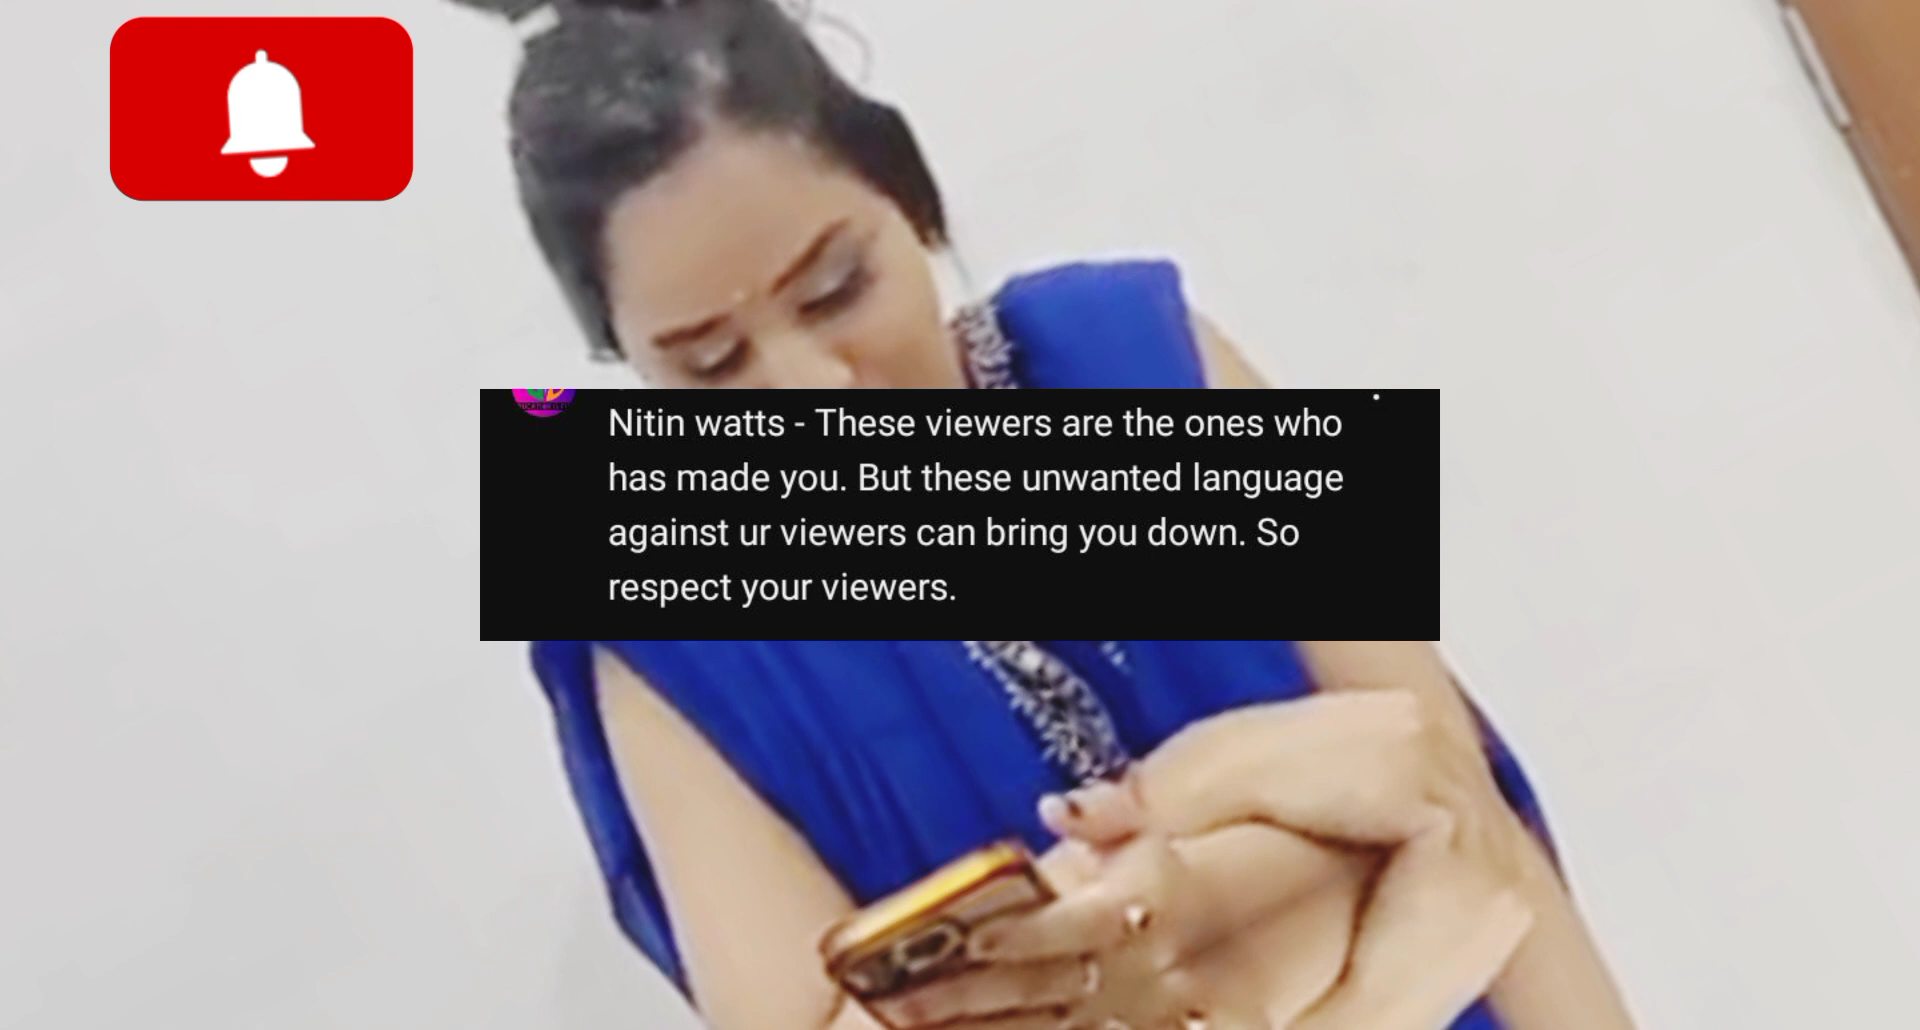 Nitin watts - These viewers are the ones who
has made you. But these unwanted language
against ur viewers can bring you down. So
respect your viewers.